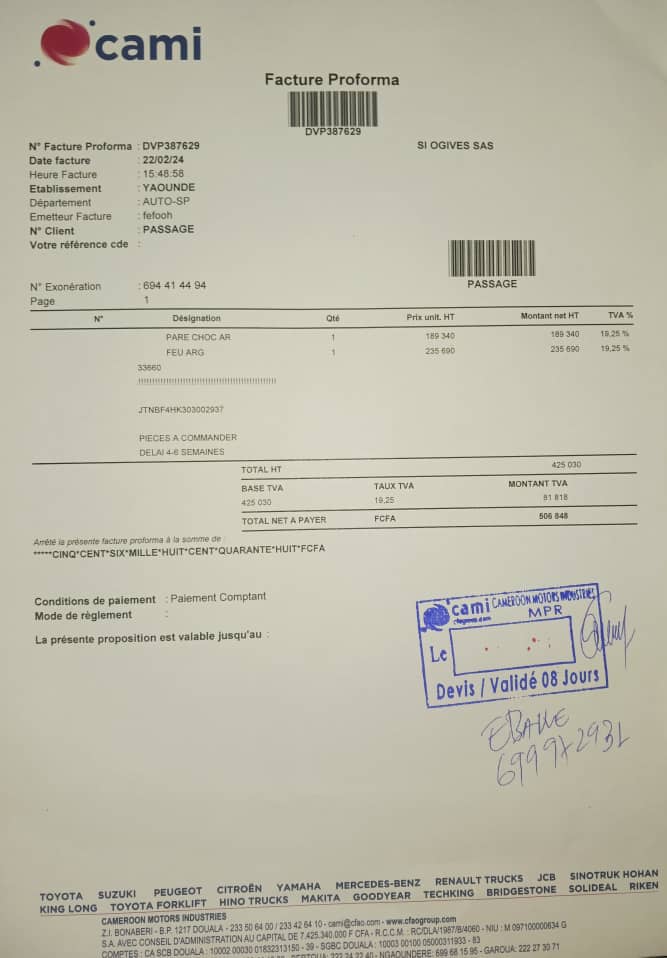 cami
Facture Proforma
DVP387629
N° Facture Proforma : DVP387629
SI OGIVES SAS
Date facture : 22/02/24
Heure Facture : 15:48:58
Etablissement : YAOUNDE
Département : AUTO-SP
Emetteur Facture : fefooh
N° Client : PASSAGE
Votre référence cde :
PASSAGE
N° Exonération : 694 41 44 94
Page 1
N° Désignation Qté Prix unit. HT Montant net HT TVA %
PARE CHOC AR 1 189 340 189 340 19,25 %
FEU ARG 1 235 690 235 690 19,25 %
33660
!!!!!!!!!!!!!!!!!!!!!!!!!!!!!!!!!!!!!!!!!!!!!!!!!!
JTNBF4HK303002937
PIECES A COMMANDER
DELAI 4-6 SEMAINES
TOTAL HT 425 030
BASE TVA TAUX TVA MONTANT TVA
425 030 19,25 81 818
TOTAL NET A PAYER FCFA 506 848
Arrêté la présente facture proforma à la somme de :
*****CINQ*CENT*SIX*MILLE*HUIT*CENT*QUARANTE*HUIT*FCFA
Conditions de paiement : Paiement Comptant
Mode de règlement :
La présente proposition est valable jusqu'au :
cami CAMEROON MOTORS INDUSTRIES
MPR
Le
Devis / Validé 08 Jours
EBALLE
TOYOTA SUZUKI PEUGEOT CITROËN YAMAHA MERCEDES-BENZ RENAULT TRUCKS JCB SINOTRUK HOHAN
KING LONG TOYOTA FORKLIFT HINO TRUCKS MAKITA GOODYEAR TECHKING BRIDGESTONE SOLIDEAL RIKEN
CAMEROON MOTORS INDUSTRIES
Z.I. BONABERI - B.P. 1217 DOUALA - 233 50 64 00 / 233 42 64 10 - cami@cfao.com - www.cfaogroup.com
S.A. AVEC CONSEIL D'ADMINISTRATION AU CAPITAL DE 7.425.340.000 F CFA - R.C.C.M. : RC/DLA/1987/B/4060 - NIU : M 097100000634 G
COMPTES : CA SCB DOUALA : 10002 00030 01832313150 - 39 - SGBC DOUALA : 10003 00100 05000311933 - 83
222 23 22 40 - NGAOUNDERE: 699 68 15 95 - GAROUA: 222 27 30 71